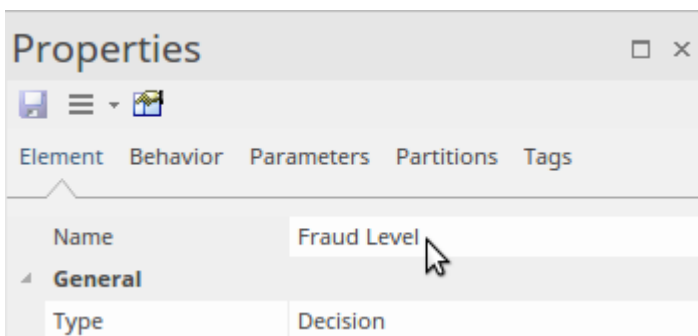 Properties
Element Behavior Parameters Partitions Tags
Name Fraud Level
General
Type Decision